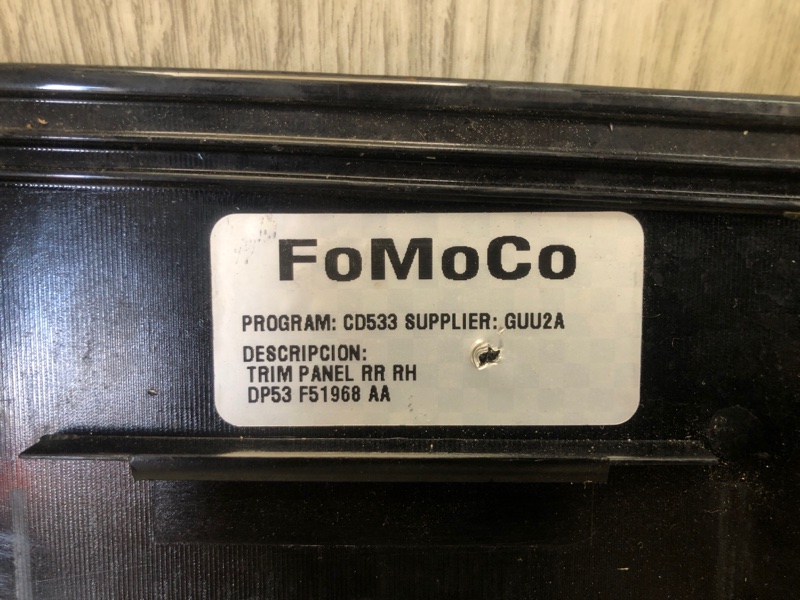 FoMoCo
PROGRAM: CD533 SUPPLIER: GUU2A
DESCRIPCION:
TRIM PANEL RR RH
DP53 F51968 AA